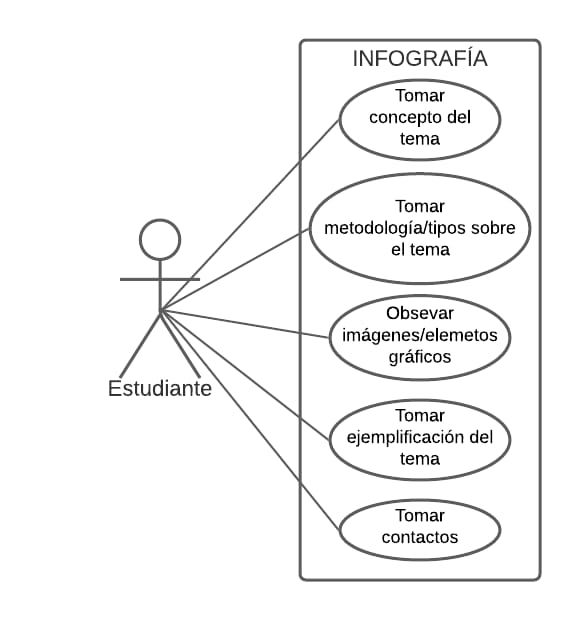 INFOGRAFÍA
Tomar
concepto del
tema
Tomar
metodología/tipos sobre
el tema
Obsevar
imágenes/elemetos
gráficos
Estudiante
Tomar
ejemplificación del
tema
Tomar
contactos